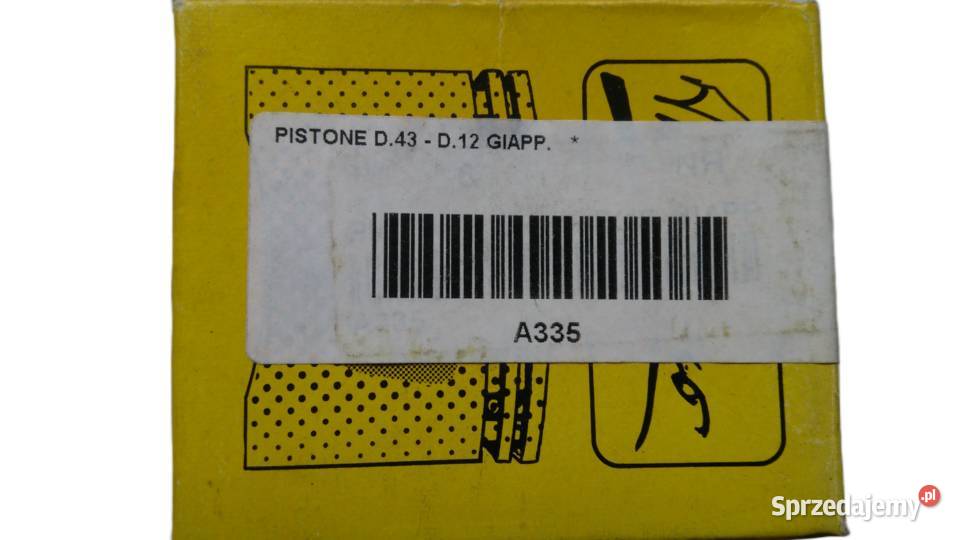 PISTONE D.43 - D.12 GIAPP. *
A335
Sprzedajemy.pl